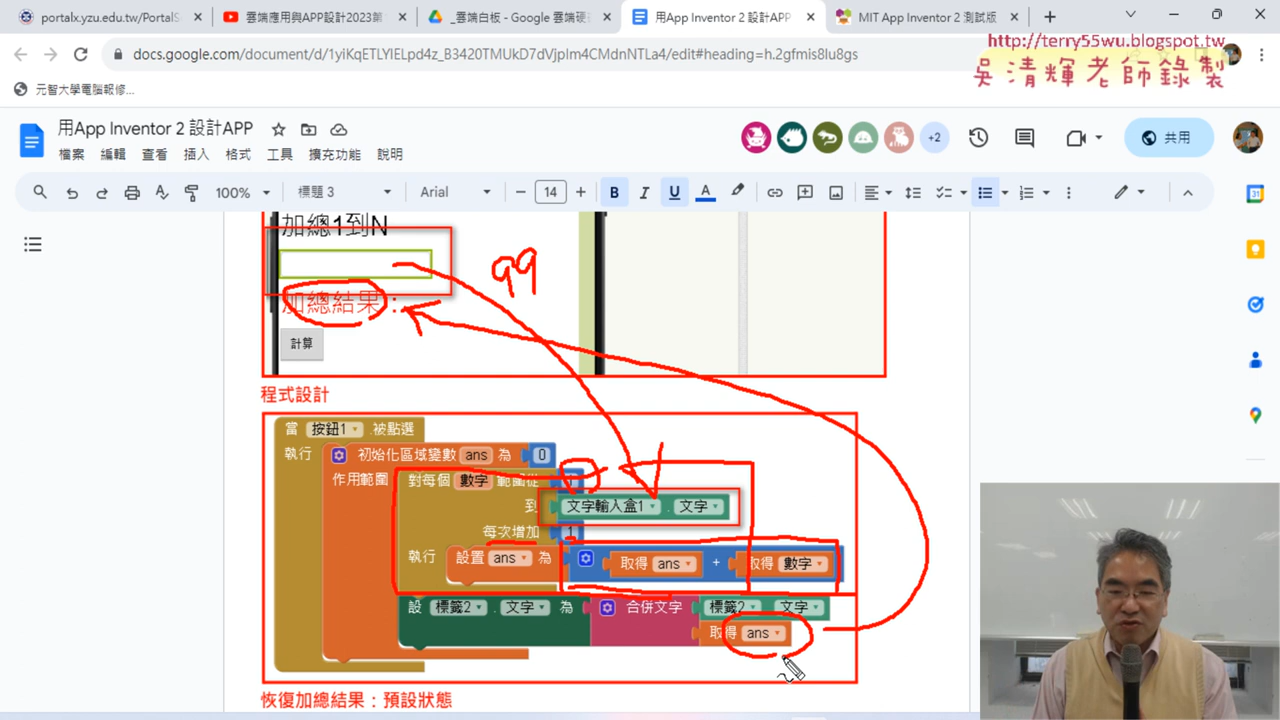 portalx.yzu.edu.tw/PortalS
雲端應用與APP設計2023第
_雲端白板 - Google 雲端硬碟
用App Inventor 2 設計APP
MIT App Inventor 2 測試版
docs.google.com/document/d/1yiKqETLYlELpd4z_B3420TMUkD7dVjpIm4CMdnNTLa4/edit#heading=h.2gfmis8lu8gs
http://terry55wu.blogspot.tw
吳清輝老師錄製
元智大學電腦報修...
用App Inventor 2 設計APP
檔案 編輯 查看 插入 格式 工具 擴充功能 說明
+2
共用
100% 標題 3 Arial 14 B I U A
31
加總1到N
99
加總結果：
計算
程式設計
當 按鈕1 .被點選
執行 初始化區域變數 ans 為 0
作用範圍 對每個 數字 範圍從
到 文字輸入盒1 . 文字
每次增加 1
執行 設置 ans 為 取得 ans + 取得 數字
設 標籤2 . 文字 為 合併文字 標籤2 . 文字
取得 ans
恢復加總結果：預設狀態